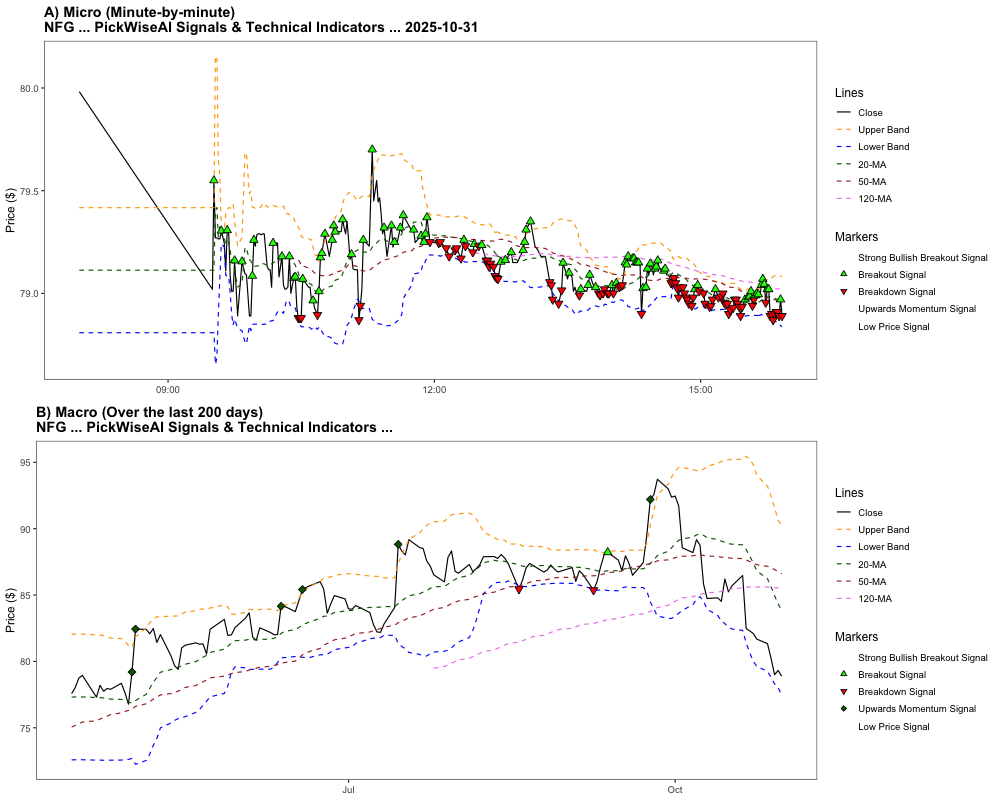 A) Micro (Minute-by-minute)
NFG ... PickWiseAI Signals & Technical Indicators ... 2025-10-31
Price ($)
80.0
79.5
79.0
09:00
12:00
15:00
Lines
Close
Upper Band
Lower Band
20-MA
50-MA
120-MA
Markers
Strong Bullish Breakout Signal
Breakout Signal
Breakdown Signal
Upwards Momentum Signal
Low Price Signal
B) Macro (Over the last 200 days)
NFG ... PickWiseAI Signals & Technical Indicators ...
Price ($)
95
90
85
80
75
Jul
Oct
Lines
Close
Upper Band
Lower Band
20-MA
50-MA
120-MA
Markers
Strong Bullish Breakout Signal
Breakout Signal
Breakdown Signal
Upwards Momentum Signal
Low Price Signal